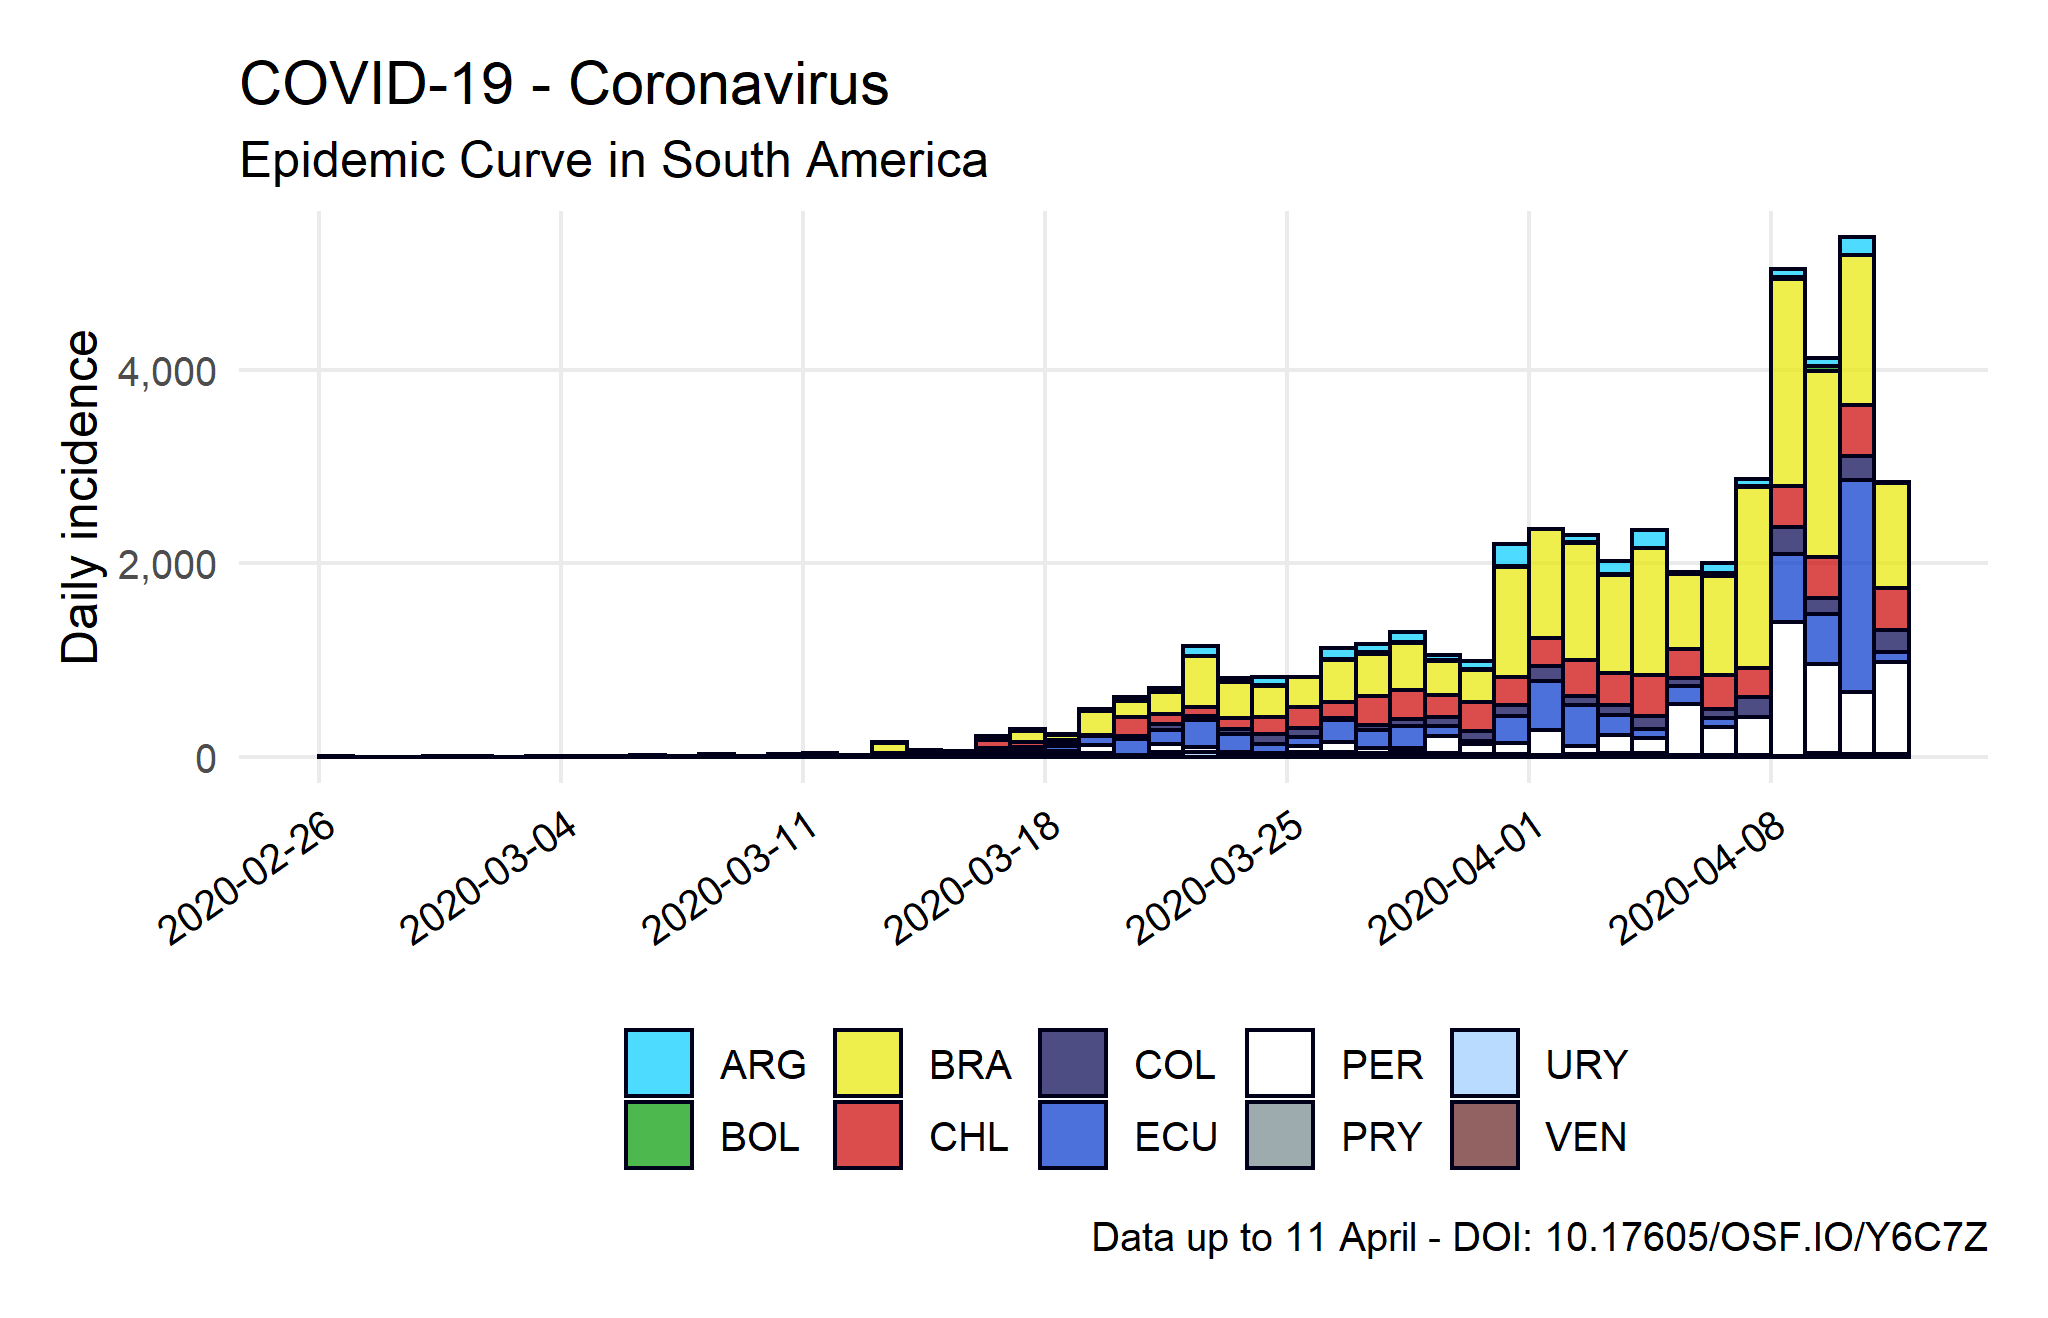 COVID-19 - Coronavirus
Epidemic Curve in South America
Daily incidence
4,000
2,000
0
2020-02-26
2020-03-04
2020-03-11
2020-03-18
2020-03-25
2020-04-01
2020-04-08
ARG BRA COL PER URY
BOL CHL ECU PRY VEN
Data up to 11 April - DOI: 10.17605/OSF.IO/Y6C7Z